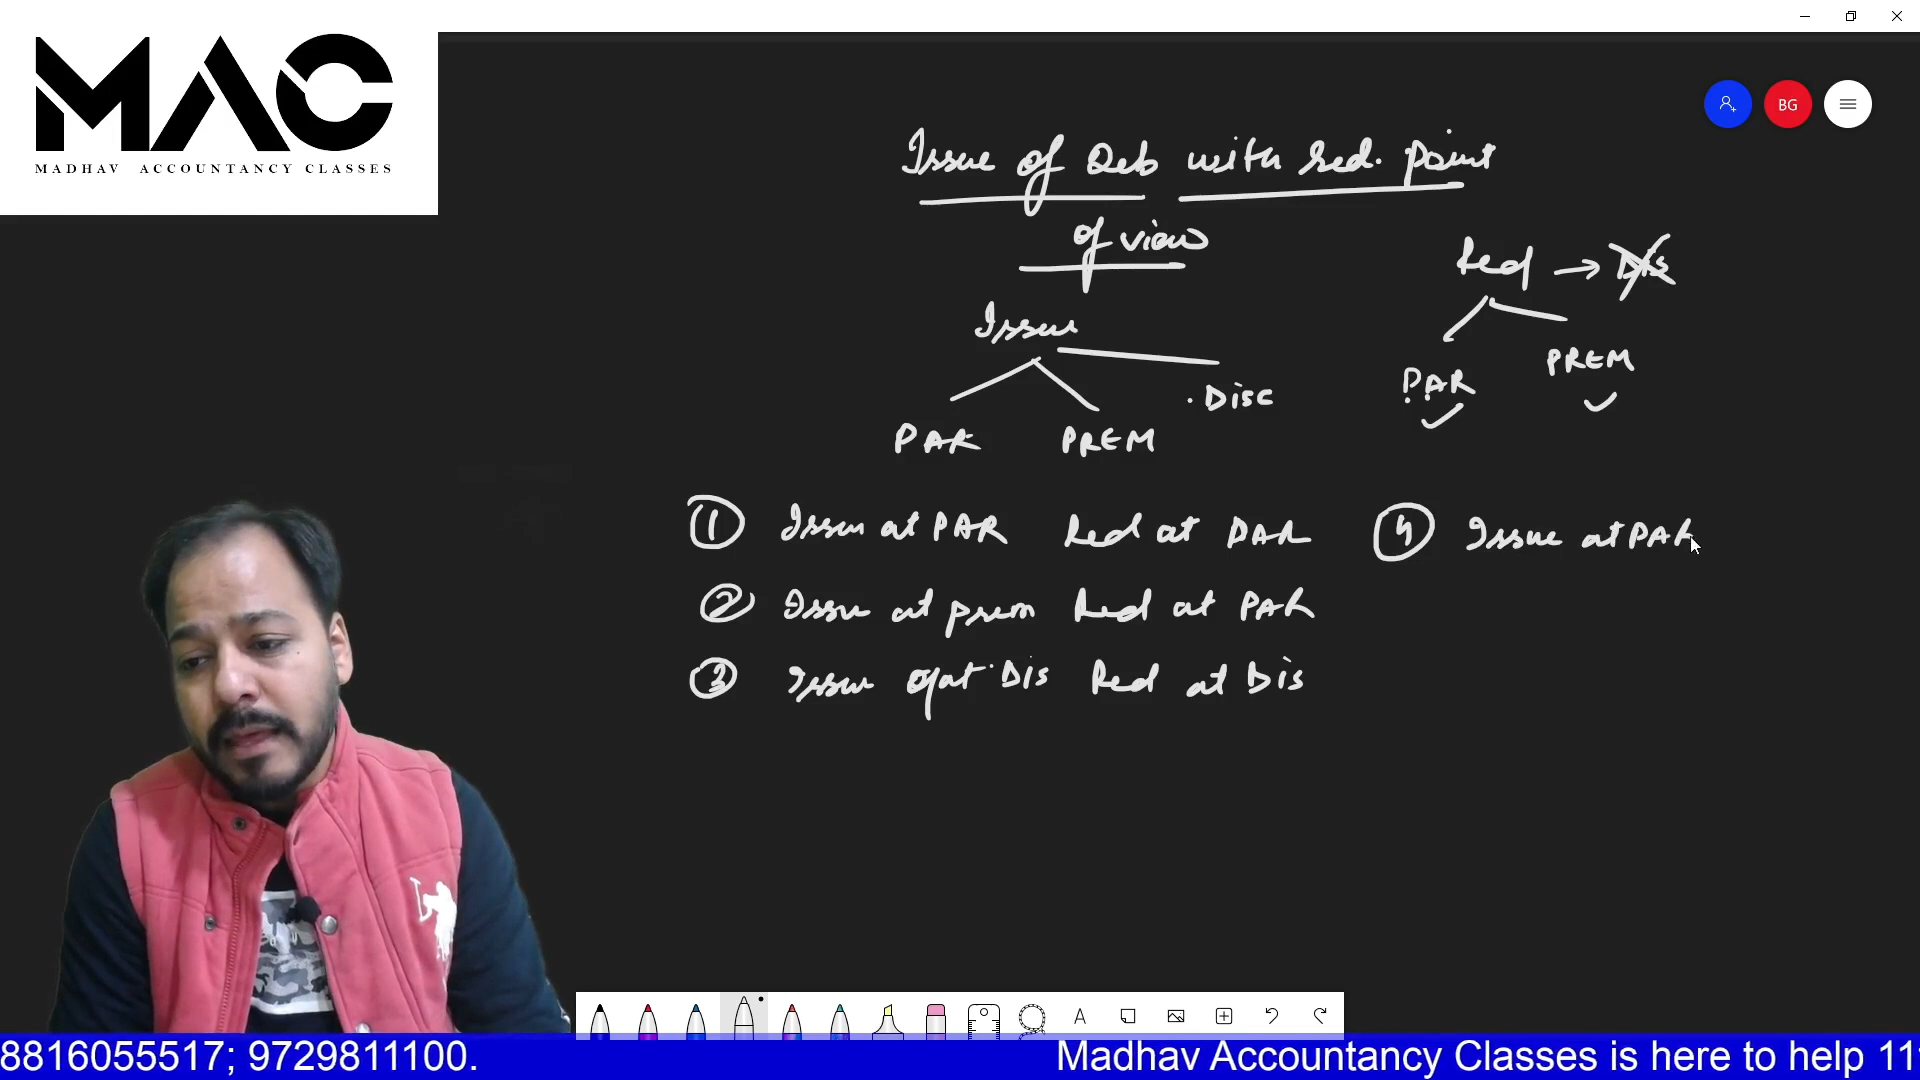 MAC
MADHAV ACCOUNTANCY CLASSES
BG
Issue of Deb with Red. point
of view
Issue
PAR PREM . Disc
Red → Dis
PAR PREM
① Issue at PAR Red at PAR
② Issue at prem Red at PAR
③ Issue at Dis Red at Dis
④ Issue at PAR
A
8816055517; 9729811100.
Madhav Accountancy Classes is here to help 11